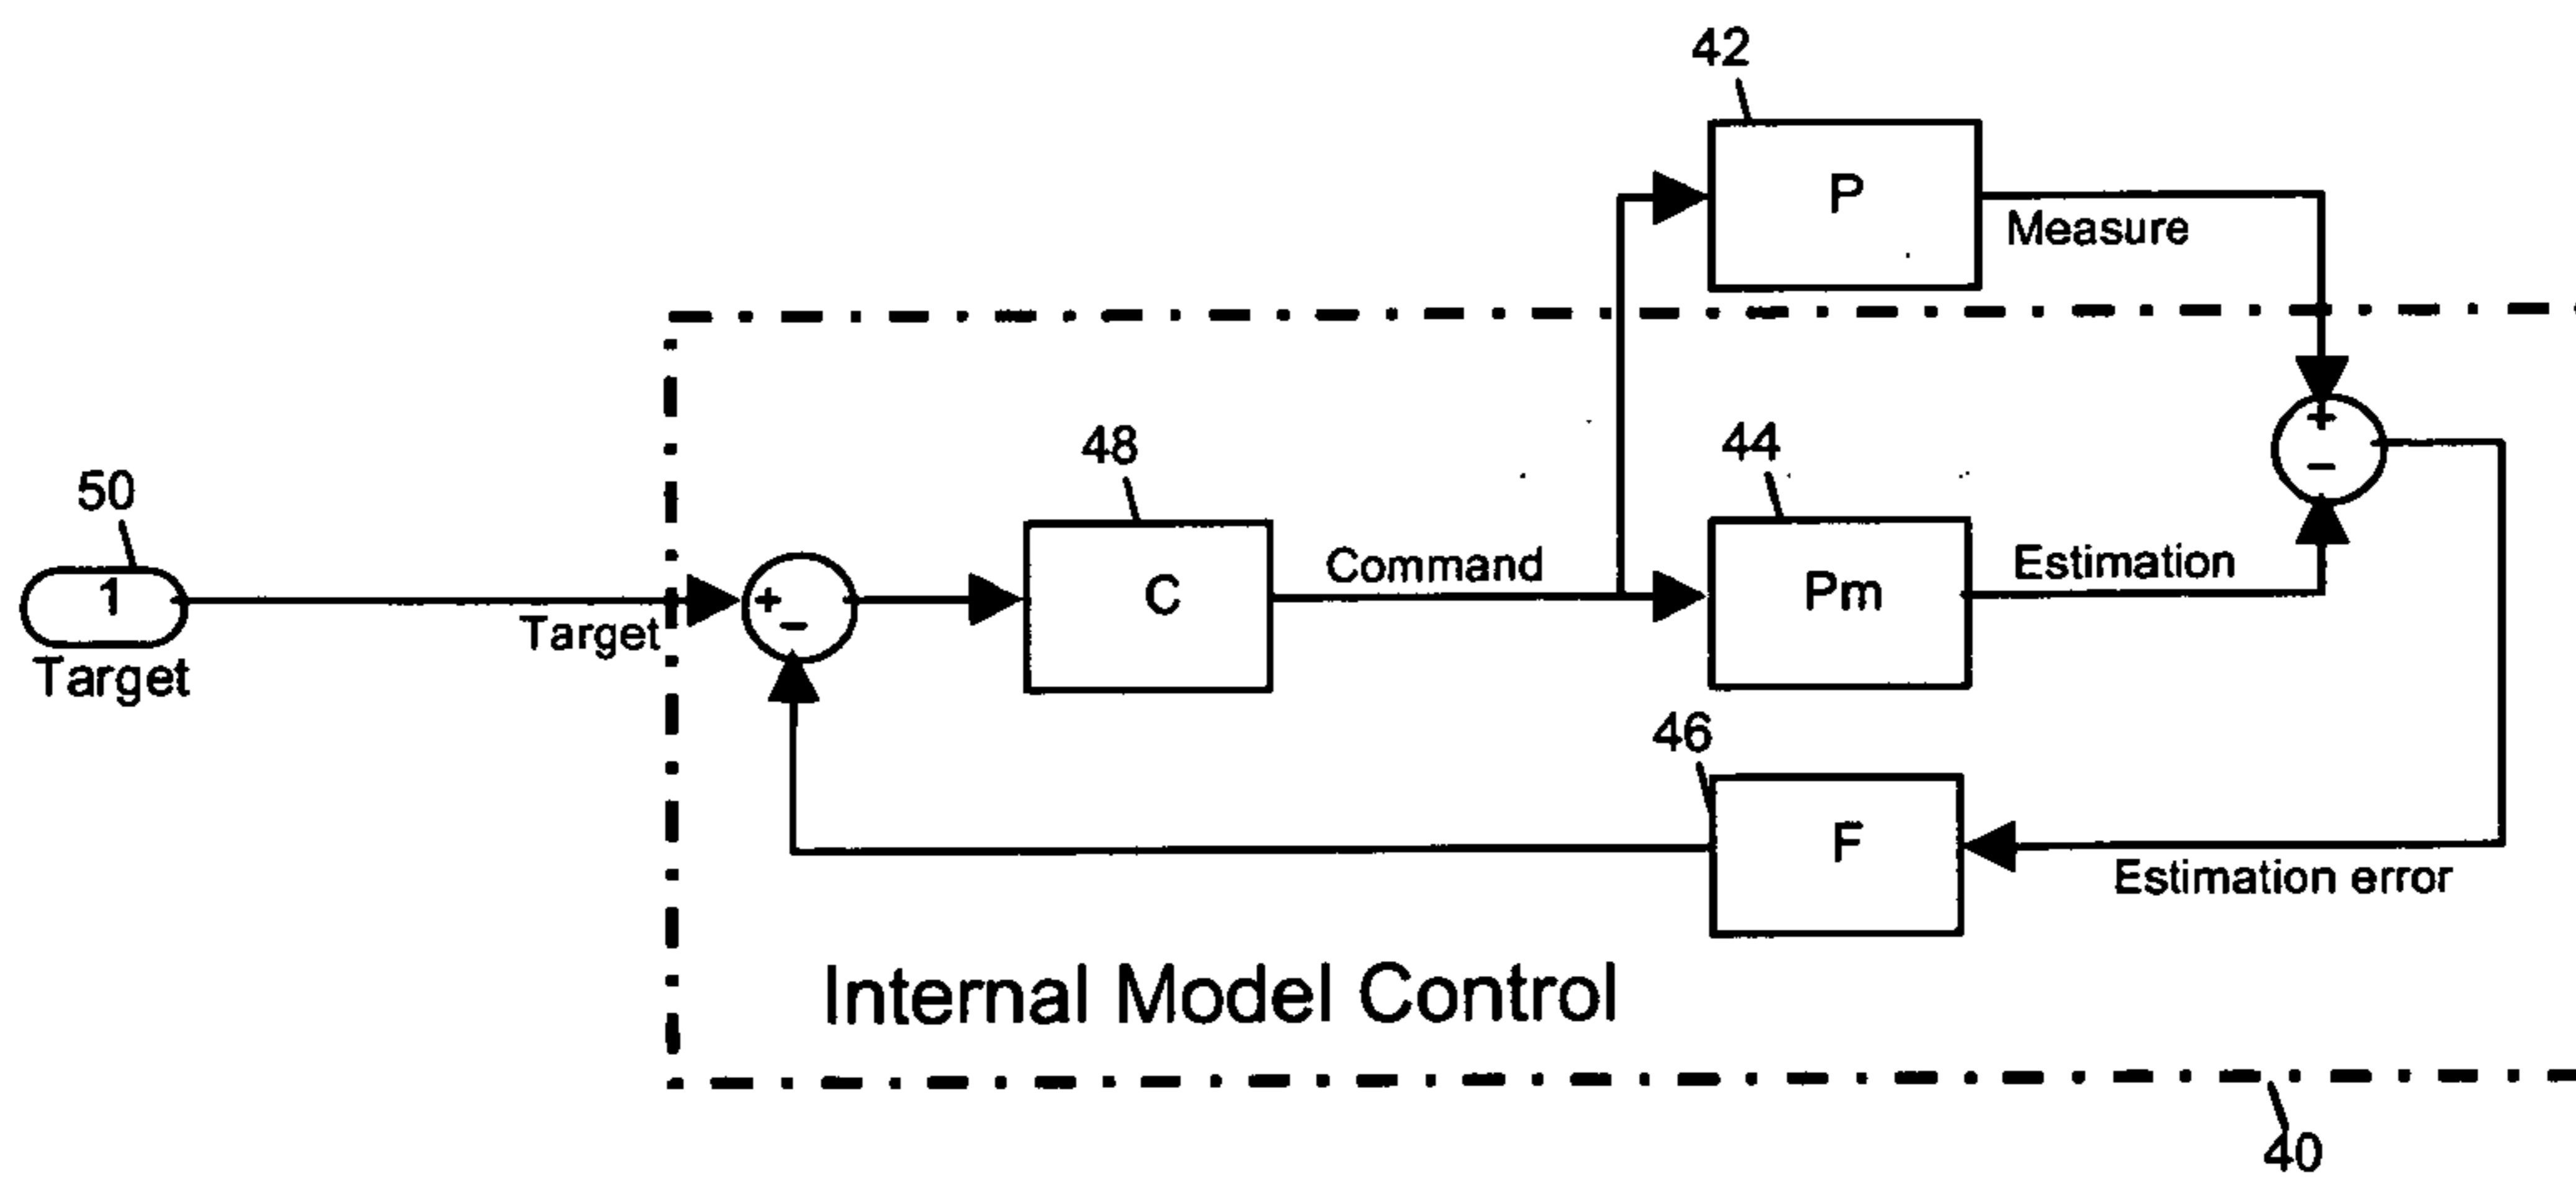 42
P
Measure
+
−
48
44
50
1
Target
Target
+
−
C
Command
Pm
Estimation
46
F
Estimation error
Internal Model Control
40